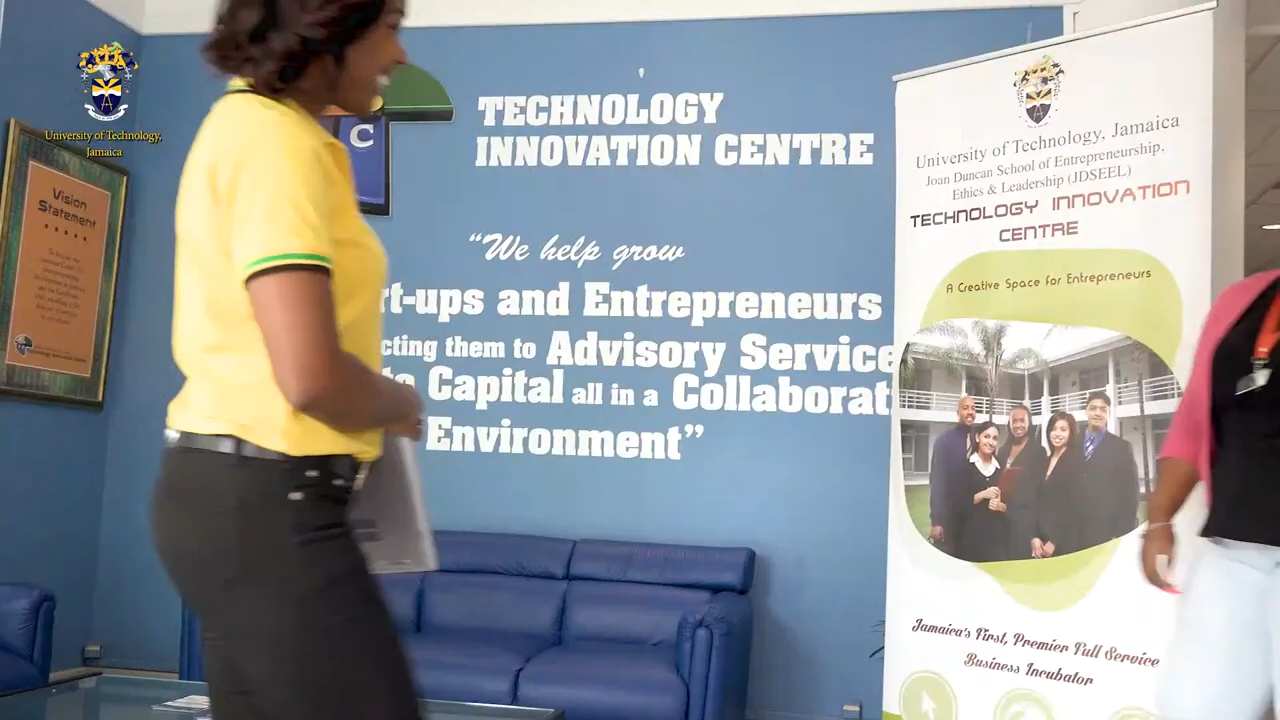 University of Technology,
Jamaica
Vision
Statement
C
TECHNOLOGY
INNOVATION CENTRE
“We help grow
rt-ups and Entrepreneurs
cting them to Advisory Service
Capital all in a Collaborat
Environment”
University of Technology, Jamaica
Joan Duncan School of Entrepreneurship,
Ethics & Leadership (JDSEEL)
TECHNOLOGY INNOVATION
CENTRE
A Creative Space for Entrepreneurs
Jamaica's First, Premier Full Service
Business Incubator